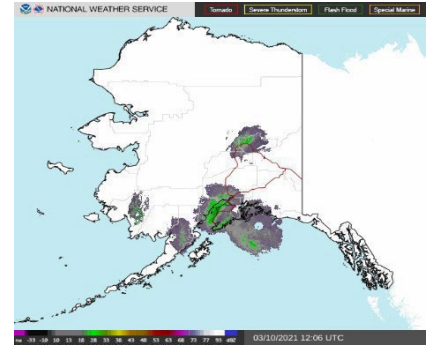 NATIONAL WEATHER SERVICE Tornado Severe Thunderstorm Flash Flood Special Marine
03/10/2021 12:06 UTC